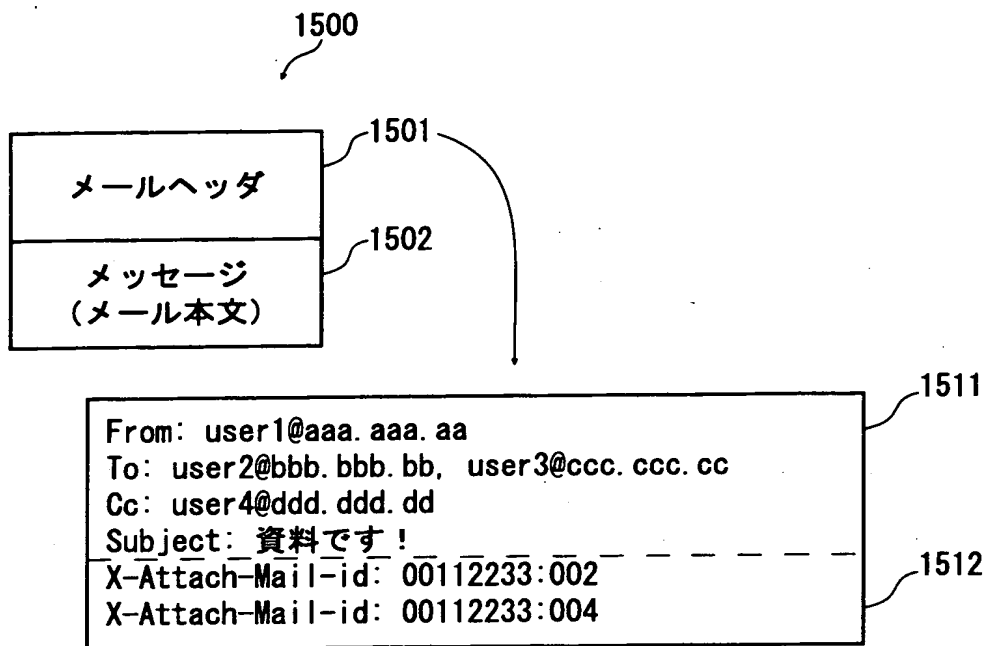 1500
メールヘッダ
1501
メッセージ
(メール本文)
1502
1511
From: user1@aaa.aaa.aa
To: user2@bbb.bbb.bb, user3@ccc.ccc.cc
Cc: user4@ddd.ddd.dd
Subject: 資料です!
1512
X-Attach-Mail-id: 00112233:002
X-Attach-Mail-id: 00112233:004